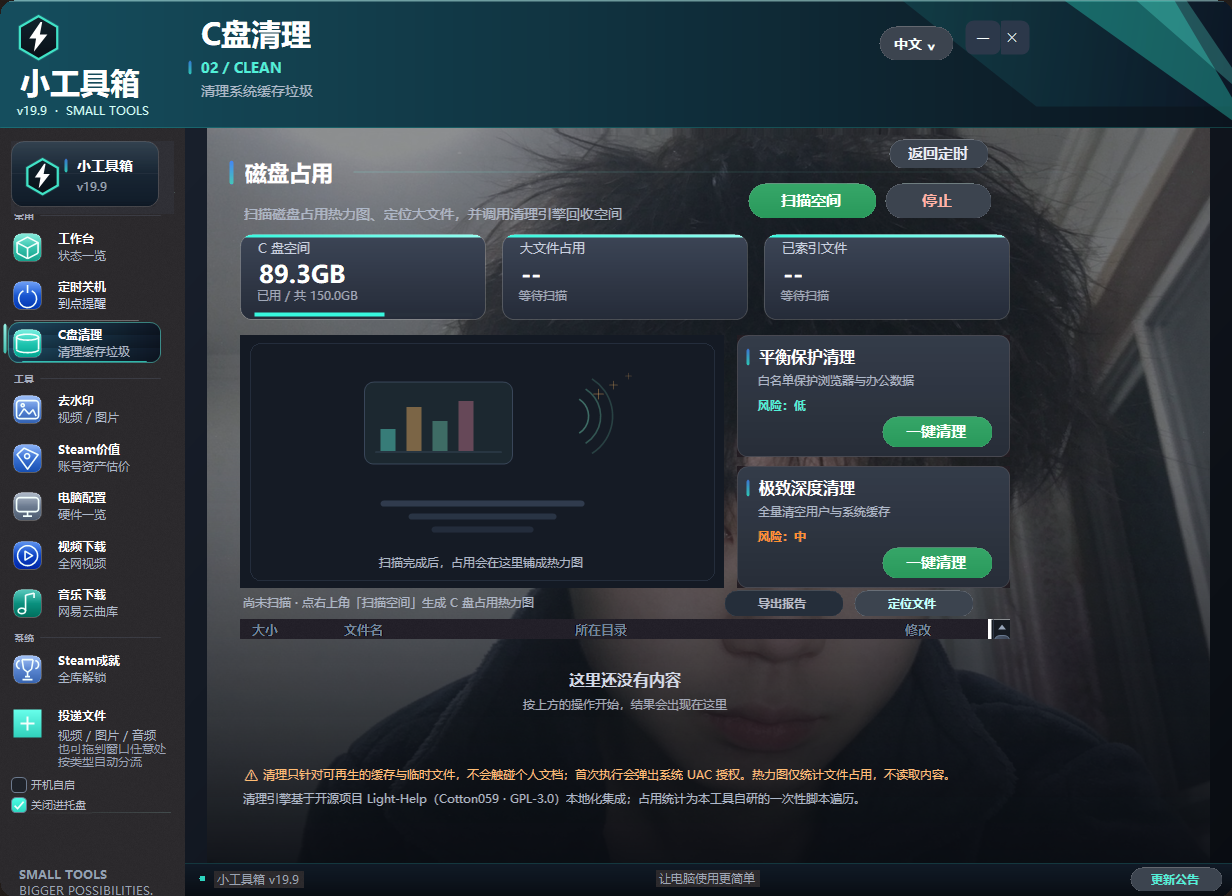 小工具箱
v19.9 · SMALL TOOLS
C盘清理
02 / CLEAN
清理系统缓存垃圾
中文
小工具箱
v19.9
常用
工作台
状态一览
定时关机
到点提醒
C盘清理
清理缓存垃圾
工具
去水印
视频 / 图片
Steam价值
账号资产估价
电脑配置
硬件一览
视频下载
全网视频
音乐下载
网易云曲库
系统
Steam成就
全库解锁
投递文件
视频 / 图片 / 音频
也可拖到窗口任意处
按类型自动分流
开机自启
关闭进托盘
SMALL TOOLS
BIGGER POSSIBILITIES.
磁盘占用
返回定时
扫描磁盘占用热力图、定位大文件，并调用清理引擎回收空间
扫描空间
停止
C 盘空间
89.3GB
已用 / 共 150.0GB
大文件占用
--
等待扫描
已索引文件
--
等待扫描
扫描完成后，占用会在这里铺成热力图
平衡保护清理
白名单保护浏览器与办公数据
风险：低
一键清理
极致深度清理
全量清空用户与系统缓存
风险：中
一键清理
尚未扫描 · 点右上角「扫描空间」生成 C 盘占用热力图
导出报告
定位文件
大小 文件名 所在目录 修改
这里还没有内容
按上方的操作开始，结果会出现在这里
⚠ 清理只针对可再生的缓存与临时文件，不会触碰个人文档；首次执行会弹出系统 UAC 授权。热力图仅统计文件占用，不读取内容。
清理引擎基于开源项目 Light-Help（Cotton059 · GPL-3.0）本地化集成；占用统计为本工具自研的一次性脚本遍历。
小工具箱 v19.9
让电脑使用更简单
更新公告